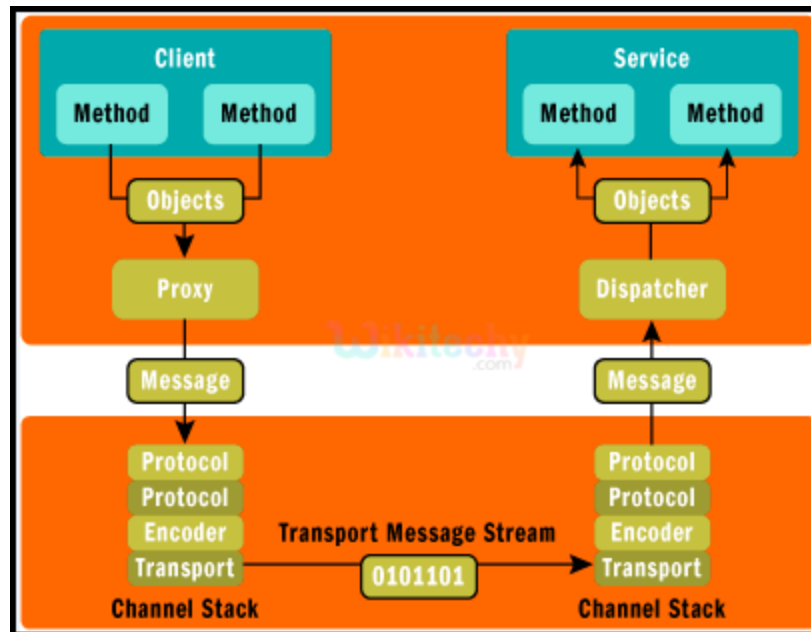 Client
Service
Method
Method
Method
Method
Objects
Objects
Proxy
Dispatcher
Wikitechy
.com
Message
Message
Protocol
Protocol
Protocol
Protocol
Encoder
Transport Message Stream
Encoder
Transport
0101101
Transport
Channel Stack
Channel Stack